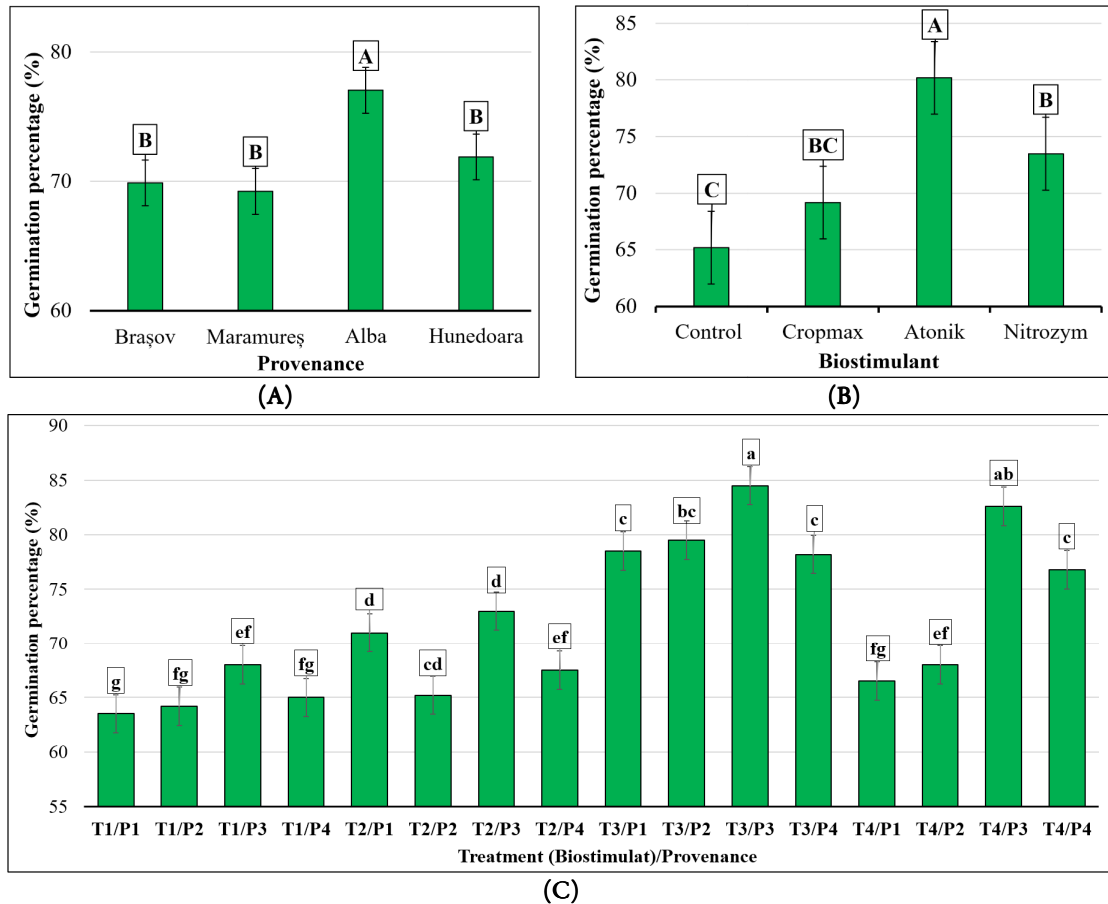 Germination percentage (%)
80
70
60
B
B
A
B
Brașov
Maramureș
Alba
Hunedoara
Provenance
(A)
Germination percentage (%)
85
80
75
70
65
60
C
BC
A
B
Control
Cropmax
Atonik
Nitrozym
Biostimulant
(B)
Germination percentage (%)
90
85
80
75
70
65
60
55
g
fg
ef
fg
d
cd
d
ef
c
bc
a
c
fg
ef
ab
c
T1/P1
T1/P2
T1/P3
T1/P4
T2/P1
T2/P2
T2/P3
T2/P4
T3/P1
T3/P2
T3/P3
T3/P4
T4/P1
T4/P2
T4/P3
T4/P4
Treatment (Biostimulat)/Provenance
(C)